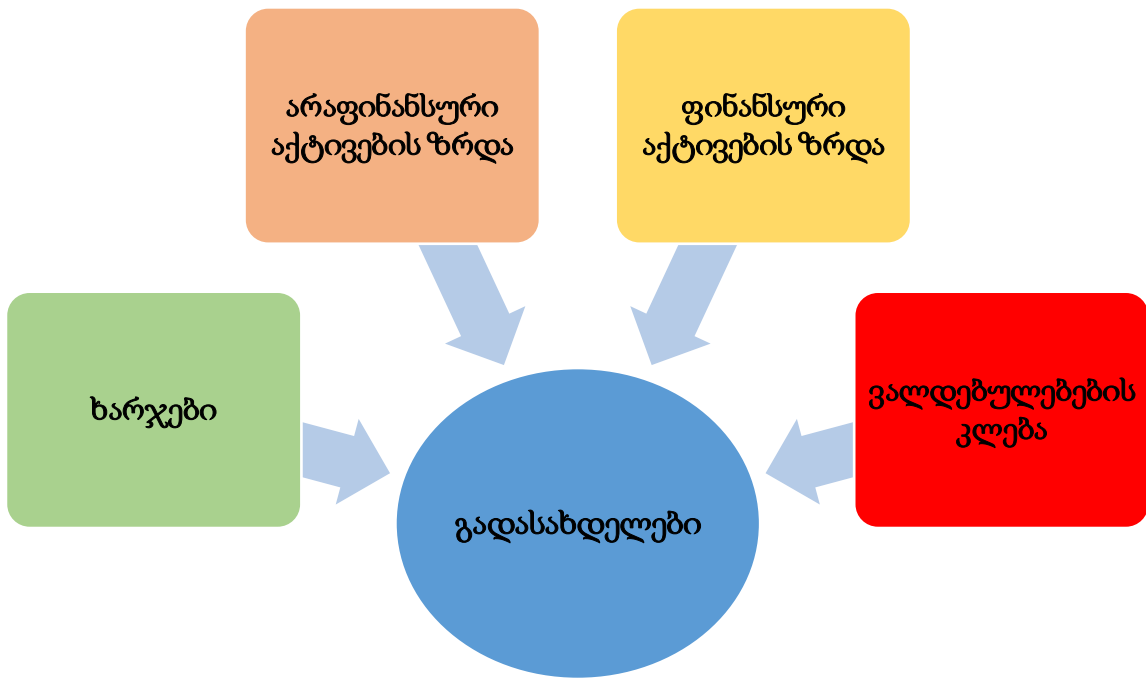 არაფინანსური
აქტივების ზრდა
ფინანსური
აქტივების ზრდა
ხარჯები
ვალდებულებების
კლება
გადასახდელები